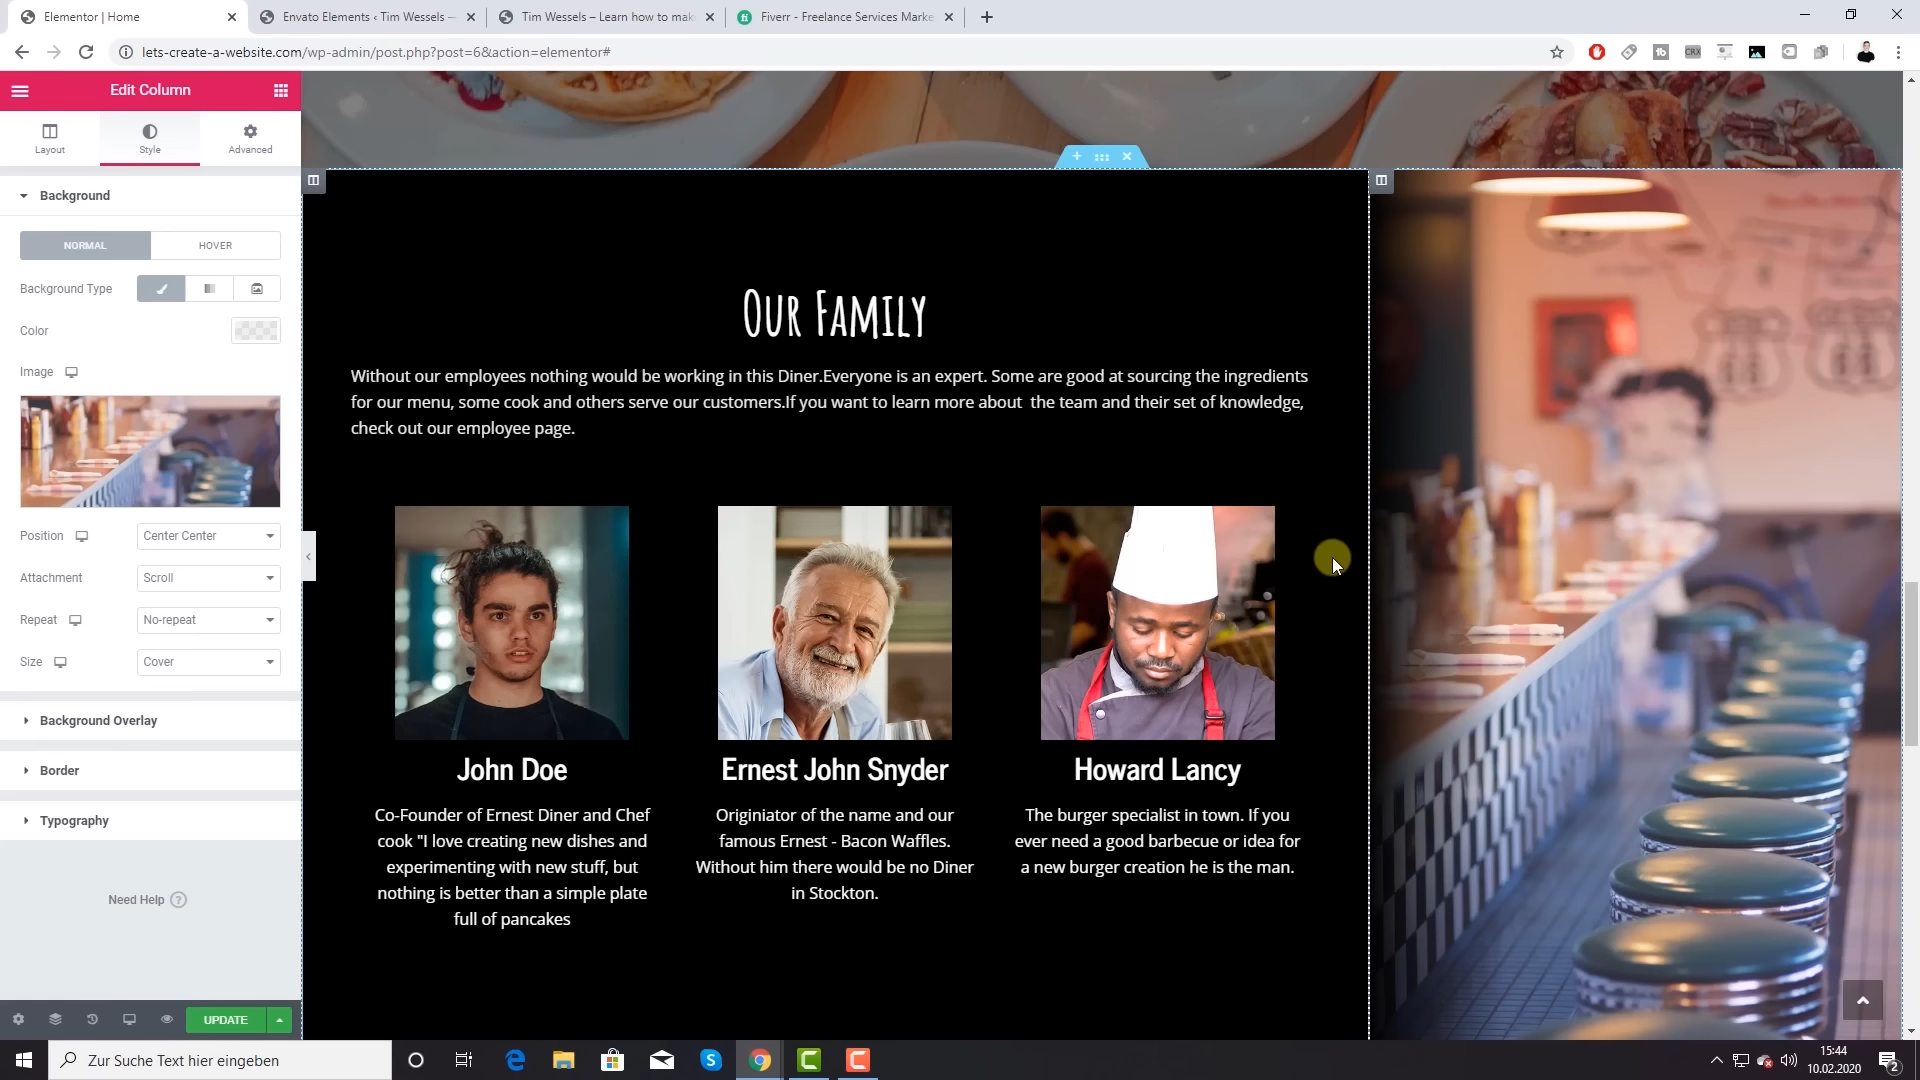 Elementor | Home
Envato Elements ‹ Tim Wessels —
Tim Wessels – Learn how to mak
Fiverr - Freelance Services Marke
lets-create-a-website.com/wp-admin/post.php?post=6&action=elementor#
Edit Column
Layout
Style
Advanced
Background
NORMAL
HOVER
Background Type
Color
Image
Position
Center Center
Attachment
Scroll
Repeat
No-repeat
Size
Cover
Background Overlay
Border
Typography
Need Help ?
UPDATE
Our Family
Without our employees nothing would be working in this Diner.Everyone is an expert. Some are good at sourcing the ingredients
for our menu, some cook and others serve our customers.If you want to learn more about  the team and their set of knowledge,
check out our employee page.
John Doe
Co-Founder of Ernest Diner and Chef
cook "I love creating new dishes and
experimenting with new stuff, but
nothing is better than a simple plate
full of pancakes
Ernest John Snyder
Originiator of the name and our
famous Ernest - Bacon Waffles.
Without him there would be no Diner
in Stockton.
Howard Lancy
The burger specialist in town. If you
ever need a good barbecue or idea for
a new burger creation he is the man.
Zur Suche Text hier eingeben
15:44
10.02.2020
2